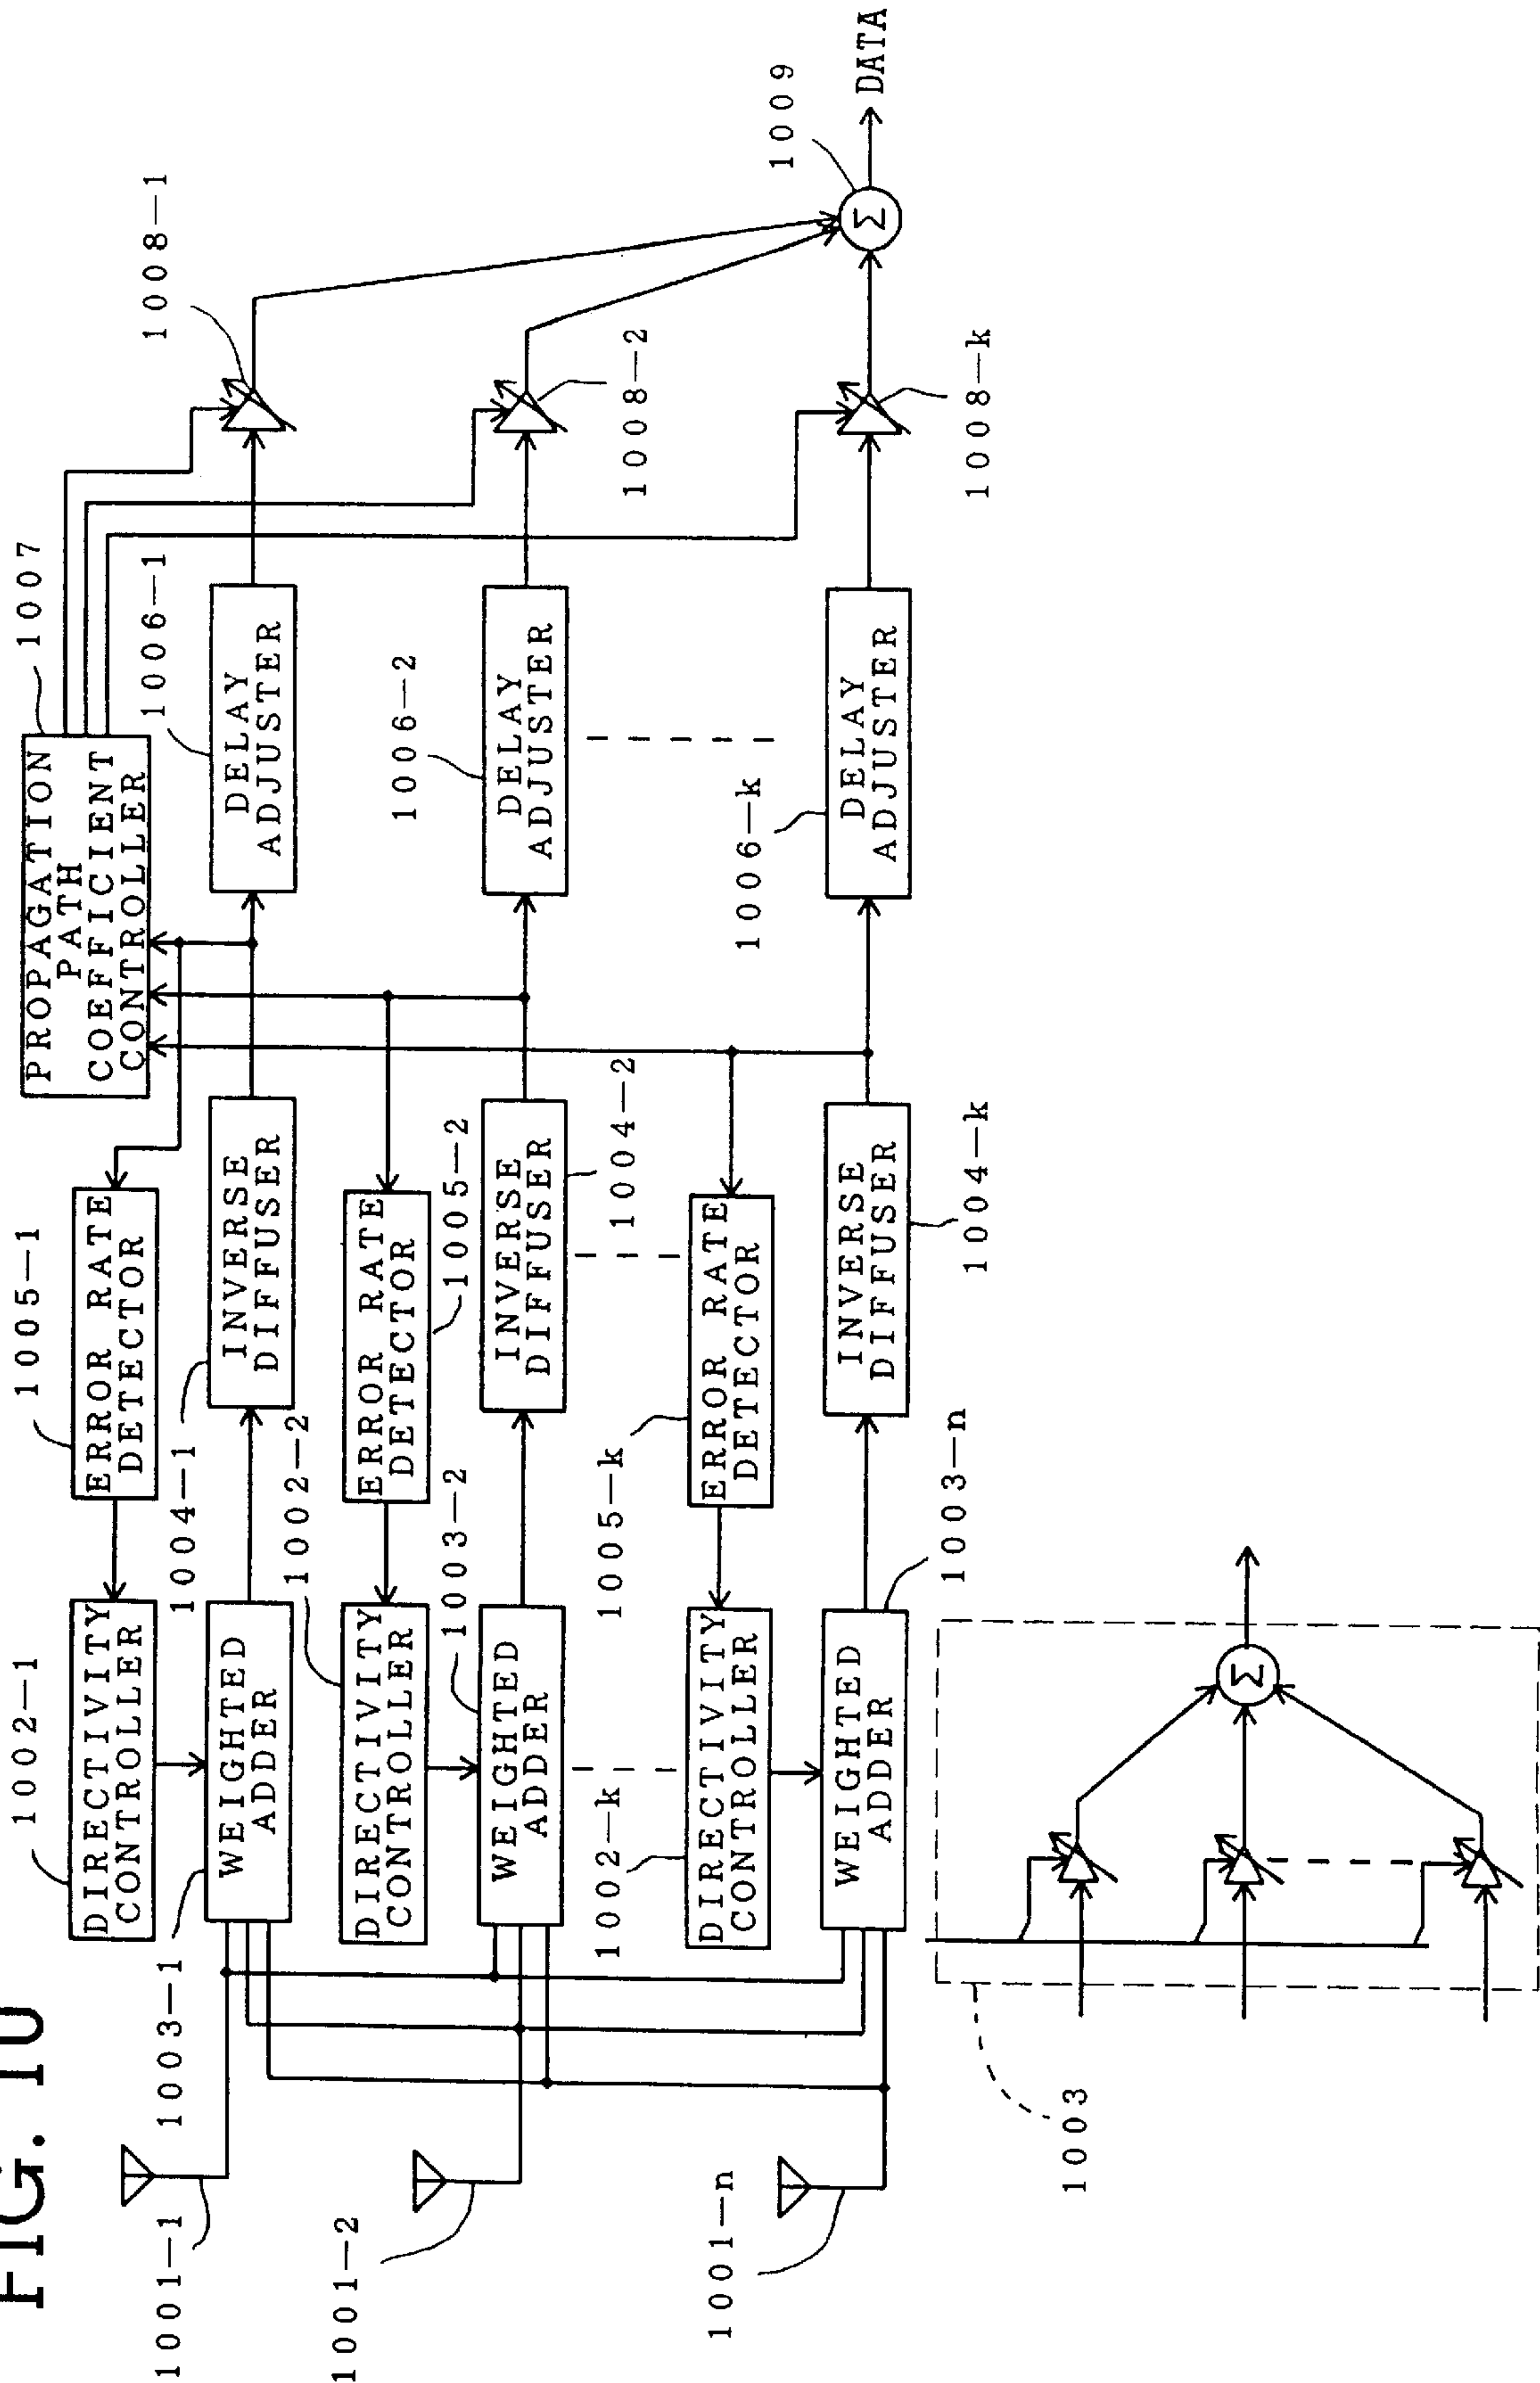 FIG. 10
1001-1
1003-1
1002-1
DIRECTIVITY
CONTROLLER
WEIGHTED
ADDER
1005-1
ERROR RATE
DETECTOR
1004-1
INVERSE
DIFFUSER
PROPAGATION
PATH
COEFFICIENT
CONTROLLER
1007
1006-1
DELAY
ADJUSTER
1008-1
1001-2
1002-2
DIRECTIVITY
CONTROLLER
1003-2
WEIGHTED
ADDER
ERROR RATE
DETECTOR
1005-2
INVERSE
DIFFUSER
1004-2
1006-2
DELAY
ADJUSTER
1008-2
1001-n
1002-k
DIRECTIVITY
CONTROLLER
WEIGHTED
ADDER
1003-n
1005-k
ERROR RATE
DETECTOR
INVERSE
DIFFUSER
1004-k
1006-k
DELAY
ADJUSTER
1008-k
1009
Σ
DATA
1003
Σ